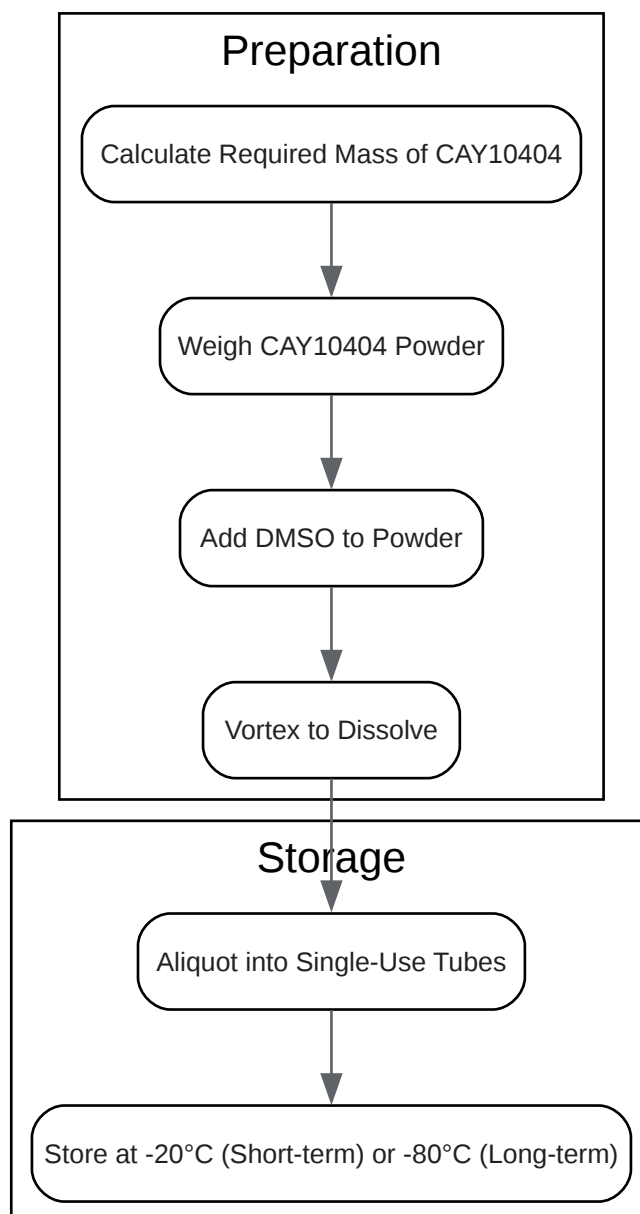 Preparation
Calculate Required Mass of CAY10404
Weigh CAY10404 Powder
Add DMSO to Powder
Vortex to Dissolve
Storage
Aliquot into Single-Use Tubes
Store at -20°C (Short-term) or -80°C (Long-term)